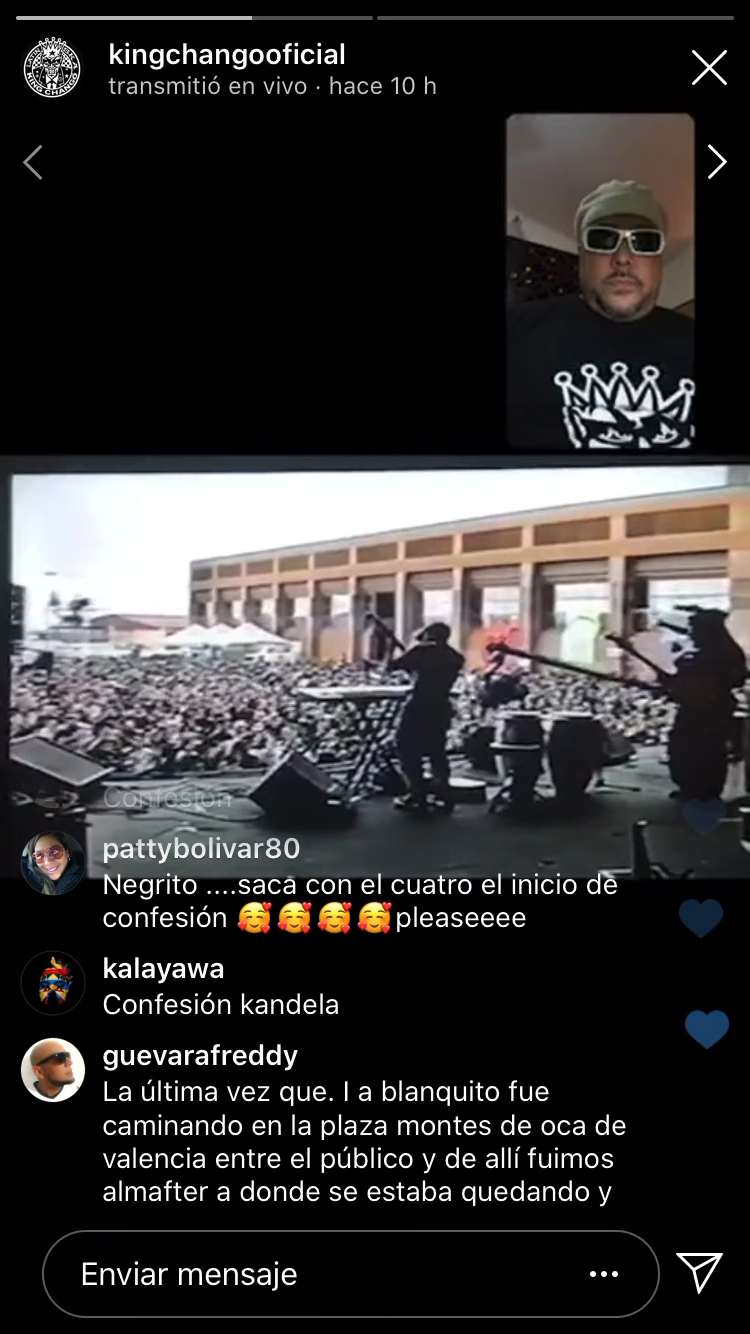 kingchangooficial
transmitió en vivo · hace 10 h
Confesión
pattybolivar80
Negrito ....saca con el cuatro el inicio de
confesión 🥰🥰🥰🥰pleaseeee
kalayawa
Confesión kandela
guevarafreddy
La última vez que. I a blanquito fue
caminando en la plaza montes de oca de
valencia entre el público y de allí fuimos
almafter a donde se estaba quedando y
Enviar mensaje